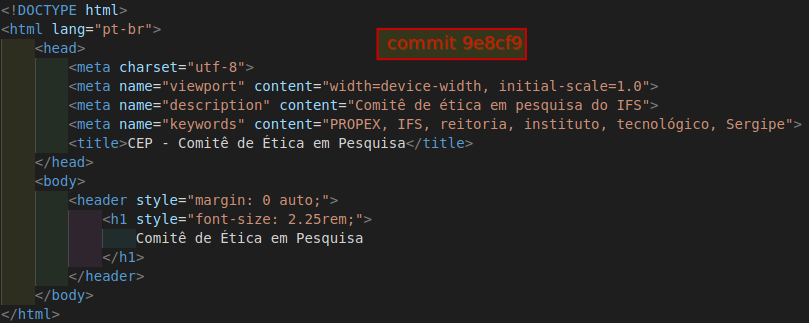 <!DOCTYPE html>
<html lang="pt-br">
commit 9e8cf9
<head>
<meta charset="utf-8">
<meta name="viewport" content="width=device-width, initial-scale=1.0">
<meta name="description" content="Comitê de ética em pesquisa do IFS">
<meta name="keywords" content="PROPEX, IFS, reitoria, instituto, tecnológico, Sergipe">
<title>CEP - Comitê de Ética em Pesquisa</title>
</head>
<body>
<header style="margin: 0 auto;">
<h1 style="font-size: 2.25rem;">
Comitê de Ética em Pesquisa
</h1>
</header>
</body>
</html>